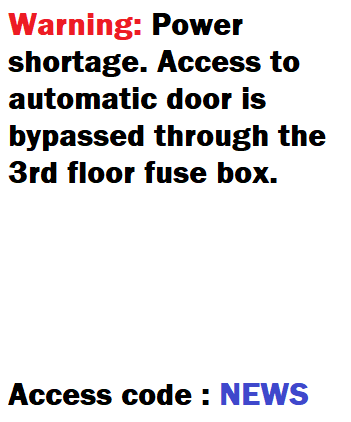 Warning: Power
shortage. Access to
automatic door is
bypassed through the
3rd floor fuse box.
Access code : NEWS